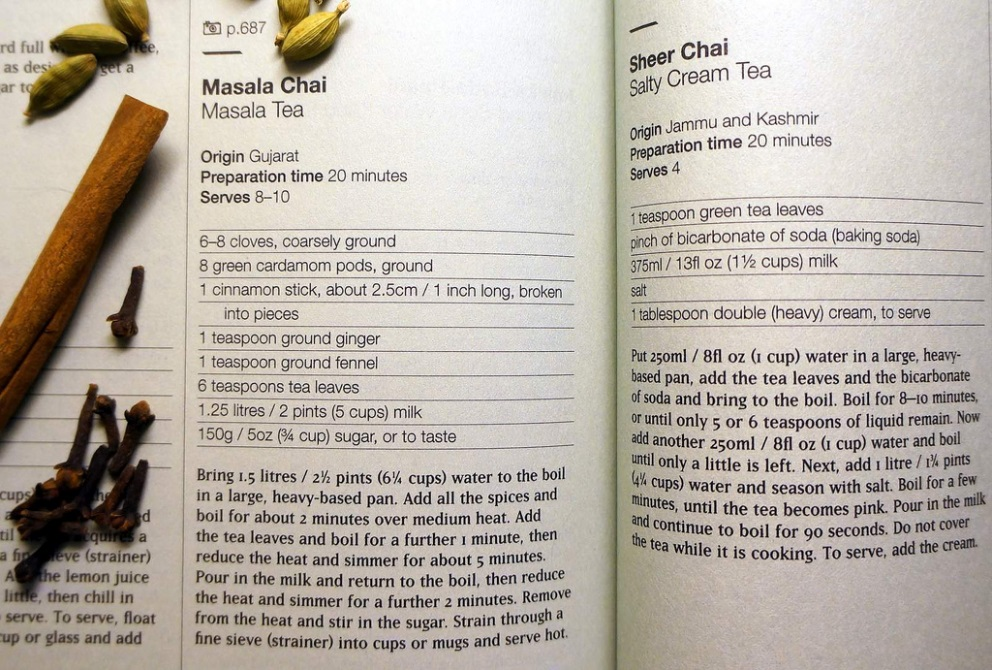 rd full
as des
get a
ar to
cups
a fin sieve (strainer)
the lemon juice
little, then chill in
serve. To serve, float
cup or glass and add
p.687
Masala Chai
Masala Tea
Origin Gujarat
Preparation time 20 minutes
Serves 8–10
6–8 cloves, coarsely ground
8 green cardamom pods, ground
1 cinnamon stick, about 2.5cm / 1 inch long, broken
into pieces
1 teaspoon ground ginger
1 teaspoon ground fennel
6 teaspoons tea leaves
1.25 litres / 2 pints (5 cups) milk
150g / 5oz (¾ cup) sugar, or to taste
Bring 1.5 litres / 2½ pints (6¼ cups) water to the boil
in a large, heavy-based pan. Add all the spices and
boil for about 2 minutes over medium heat. Add
the tea leaves and boil for a further 1 minute, then
reduce the heat and simmer for about 5 minutes.
Pour in the milk and return to the boil, then reduce
the heat and simmer for a further 2 minutes. Remove
from the heat and stir in the sugar. Strain through a
fine sieve (strainer) into cups or mugs and serve hot.
Sheer Chai
Salty Cream Tea
Origin Jammu and Kashmir
Preparation time 20 minutes
Serves 4
1 teaspoon green tea leaves
pinch of bicarbonate of soda (baking soda)
375ml / 13fl oz (1½ cups) milk
salt
1 tablespoon double (heavy) cream, to serve
Put 250ml / 8fl oz (1 cup) water in a large, heavy-
based pan, add the tea leaves and the bicarbonate
of soda and bring to the boil. Boil for 8–10 minutes,
or until only 5 or 6 teaspoons of liquid remain. Now
add another 250ml / 8fl oz (1 cup) water and boil
until only a little is left. Next, add 1 litre / 1¾ pints
(4¼ cups) water and season with salt. Boil for a few
minutes, until the tea becomes pink. Pour in the milk
and continue to boil for 90 seconds. Do not cover
the tea while it is cooking. To serve, add the cream.